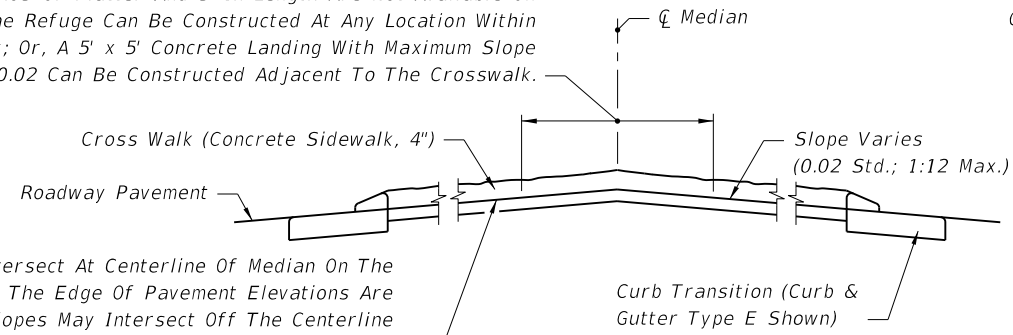 he Refuge Can Be Constructed At Any Location Within
; Or, A 5' x 5' Concrete Landing With Maximum Slope
0.02 Can Be Constructed Adjacent To The Crosswalk.
℄ Median
Cross Walk (Concrete Sidewalk, 4")
Slope Varies
(0.02 Std.; 1:12 Max.)
Roadway Pavement
tersect At Centerline Of Median On The
The Edge Of Pavement Elevations Are
lopes May Intersect Off The Centerline
Curb Transition (Curb &
Gutter Type E Shown)